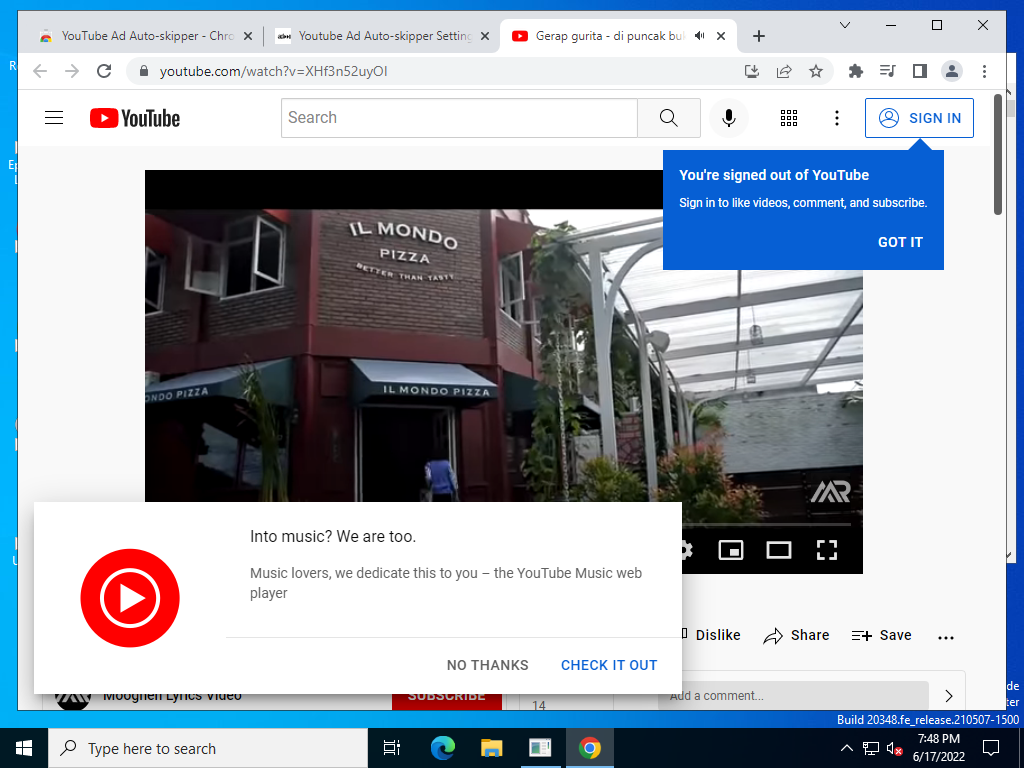 YouTube Ad Auto-skipper - Chro
Youtube Ad Auto-skipper Setting
Gerap gurita - di puncak buk
youtube.com/watch?v=XHf3n52uyOI
YouTube
Search
SIGN IN
You're signed out of YouTube
Sign in to like videos, comment, and subscribe.
GOT IT
IL MONDO
PIZZA
BETTER THAN TASTY
ONDO PIZZA
IL MONDO PIZZA
Into music? We are too.
Music lovers, we dedicate this to you – the YouTube Music web
player
NO THANKS
CHECK IT OUT
Dislike
Share
Save
Mooghen Lyrics Video
SUBSCRIBE
14
Add a comment...
Build 20348.fe_release.210507-1500
Type here to search
7:48 PM
6/17/2022